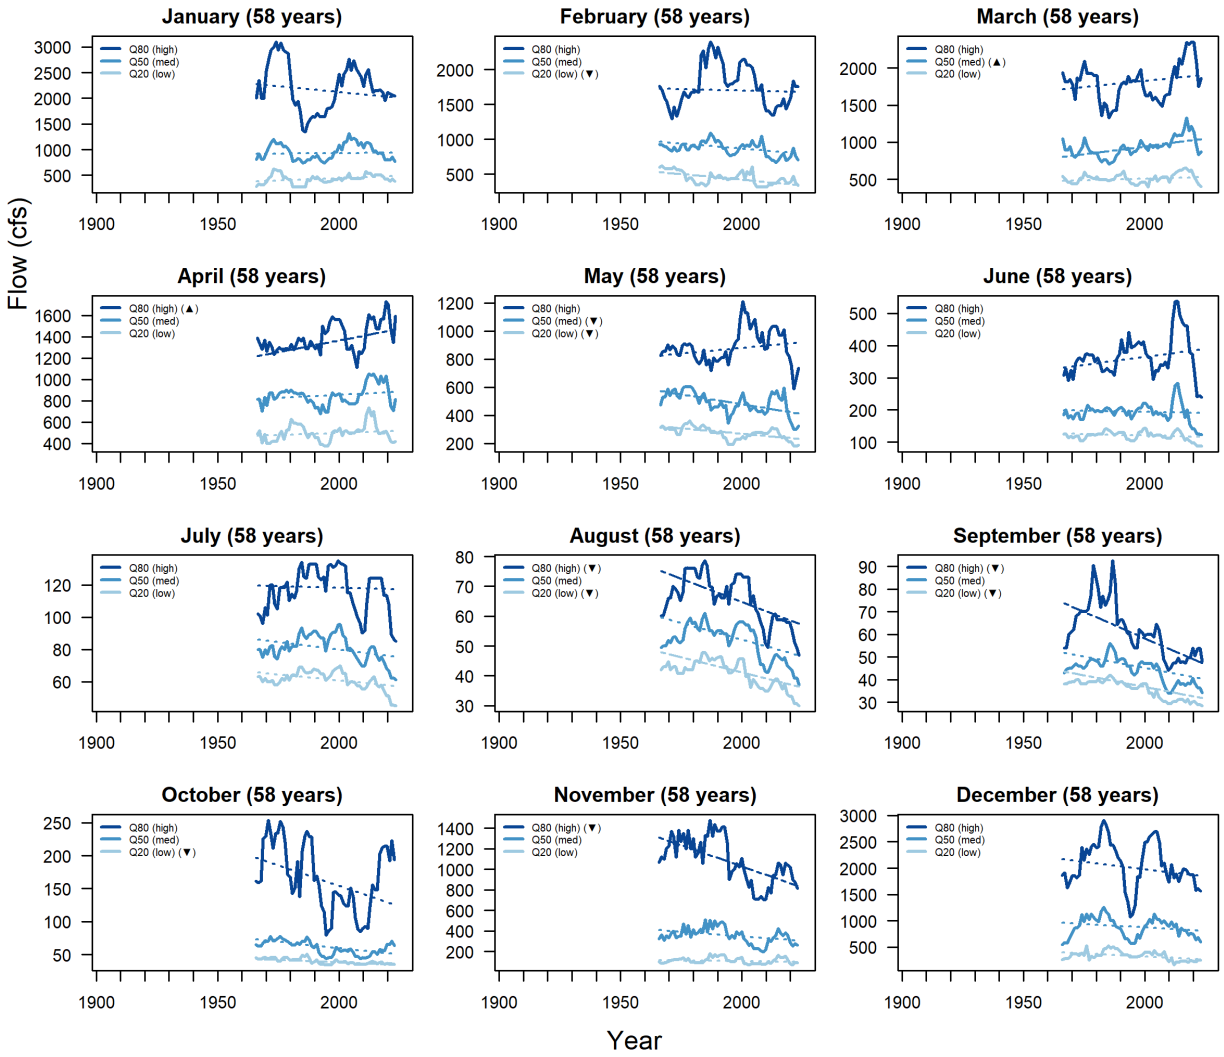 January (58 years)
Q80 (high)
Q50 (med)
Q20 (low)
3000
2500
2000
1500
1000
500
1900 1950 2000
February (58 years)
Q80 (high)
Q50 (med)
Q20 (low) (▼)
2000
1500
1000
500
1900 1950 2000
March (58 years)
Q80 (high)
Q50 (med) (▲)
Q20 (low)
2000
1500
1000
500
1900 1950 2000
Flow (cfs)
April (58 years)
Q80 (high) (▲)
Q50 (med)
Q20 (low)
1600
1400
1200
1000
800
600
400
1900 1950 2000
May (58 years)
Q80 (high)
Q50 (med) (▼)
Q20 (low) (▼)
1200
1000
800
600
400
200
1900 1950 2000
June (58 years)
Q80 (high)
Q50 (med)
Q20 (low)
500
400
300
200
100
1900 1950 2000
July (58 years)
Q80 (high)
Q50 (med)
Q20 (low)
120
100
80
60
1900 1950 2000
August (58 years)
Q80 (high) (▼)
Q50 (med)
Q20 (low) (▼)
80
70
60
50
40
30
1900 1950 2000
September (58 years)
Q80 (high) (▼)
Q50 (med)
Q20 (low) (▼)
90
80
70
60
50
40
30
1900 1950 2000
October (58 years)
Q80 (high)
Q50 (med)
Q20 (low) (▼)
250
200
150
100
50
1900 1950 2000
November (58 years)
Q80 (high) (▼)
Q50 (med)
Q20 (low)
1400
1200
1000
800
600
400
200
1900 1950 2000
December (58 years)
Q80 (high)
Q50 (med)
Q20 (low)
3000
2500
2000
1500
1000
500
1900 1950 2000
Year